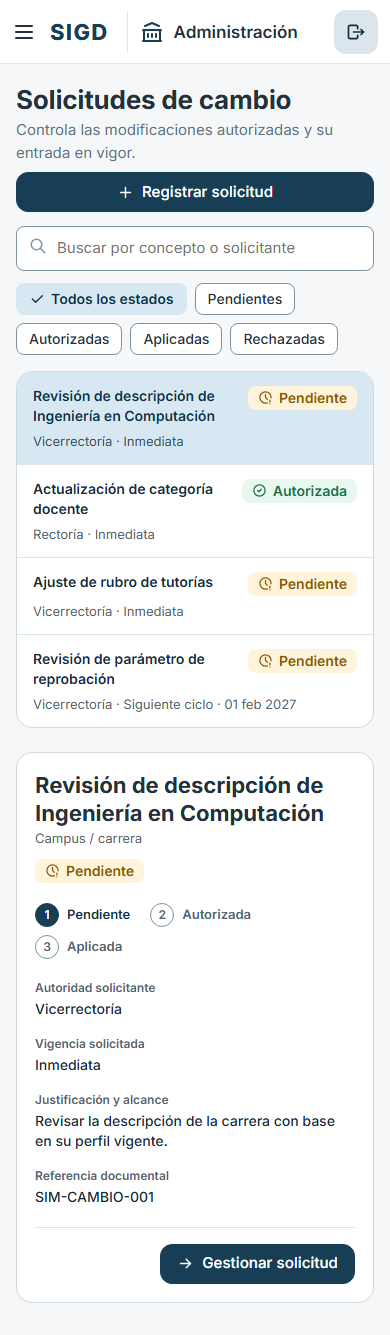 SIGD
Administración
Solicitudes de cambio
Controla las modificaciones autorizadas y su
entrada en vigor.
Registrar solicitud
Buscar por concepto o solicitante
Todos los estados
Pendientes
Autorizadas
Aplicadas
Rechazadas
Revisión de descripción de
Ingeniería en Computación
Pendiente
Vicerrectoría · Inmediata
Actualización de categoría
docente
Autorizada
Rectoría · Inmediata
Ajuste de rubro de tutorías
Pendiente
Vicerrectoría · Inmediata
Revisión de parámetro de
reprobación
Pendiente
Vicerrectoría · Siguiente ciclo · 01 feb 2027
Revisión de descripción de
Ingeniería en Computación
Campus / carrera
Pendiente
1 Pendiente
2 Autorizada
3 Aplicada
Autoridad solicitante
Vicerrectoría
Vigencia solicitada
Inmediata
Justificación y alcance
Revisar la descripción de la carrera con base
en su perfil vigente.
Referencia documental
SIM-CAMBIO-001
Gestionar solicitud